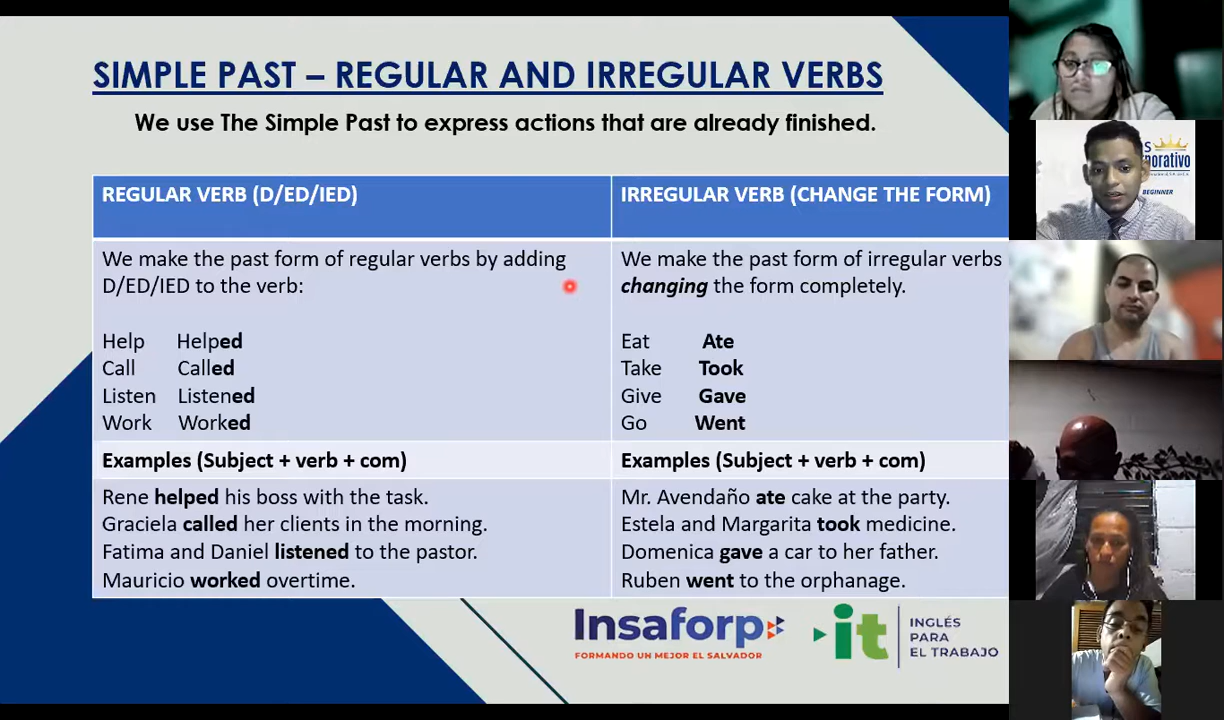 SIMPLE PAST – REGULAR AND IRREGULAR VERBS
We use The Simple Past to express actions that are already finished.
REGULAR VERB (D/ED/IED)
We make the past form of regular verbs by adding
D/ED/IED to the verb:
Help Helped
Call Called
Listen Listened
Work Worked
Examples (Subject + verb + com)
Rene helped his boss with the task.
Graciela called her clients in the morning.
Fatima and Daniel listened to the pastor.
Mauricio worked overtime.
IRREGULAR VERB (CHANGE THE FORM)
We make the past form of irregular verbs
changing the form completely.
Eat Ate
Take Took
Give Gave
Go Went
Examples (Subject + verb + com)
Mr. Avendaño ate cake at the party.
Estela and Margarita took medicine.
Domenica gave a car to her father.
Ruben went to the orphanage.
Insaforp
FORMANDO UN MEJOR EL SALVADOR
it
INGLÉS
PARA
EL TRABAJO
S
porativo
BEGINNER